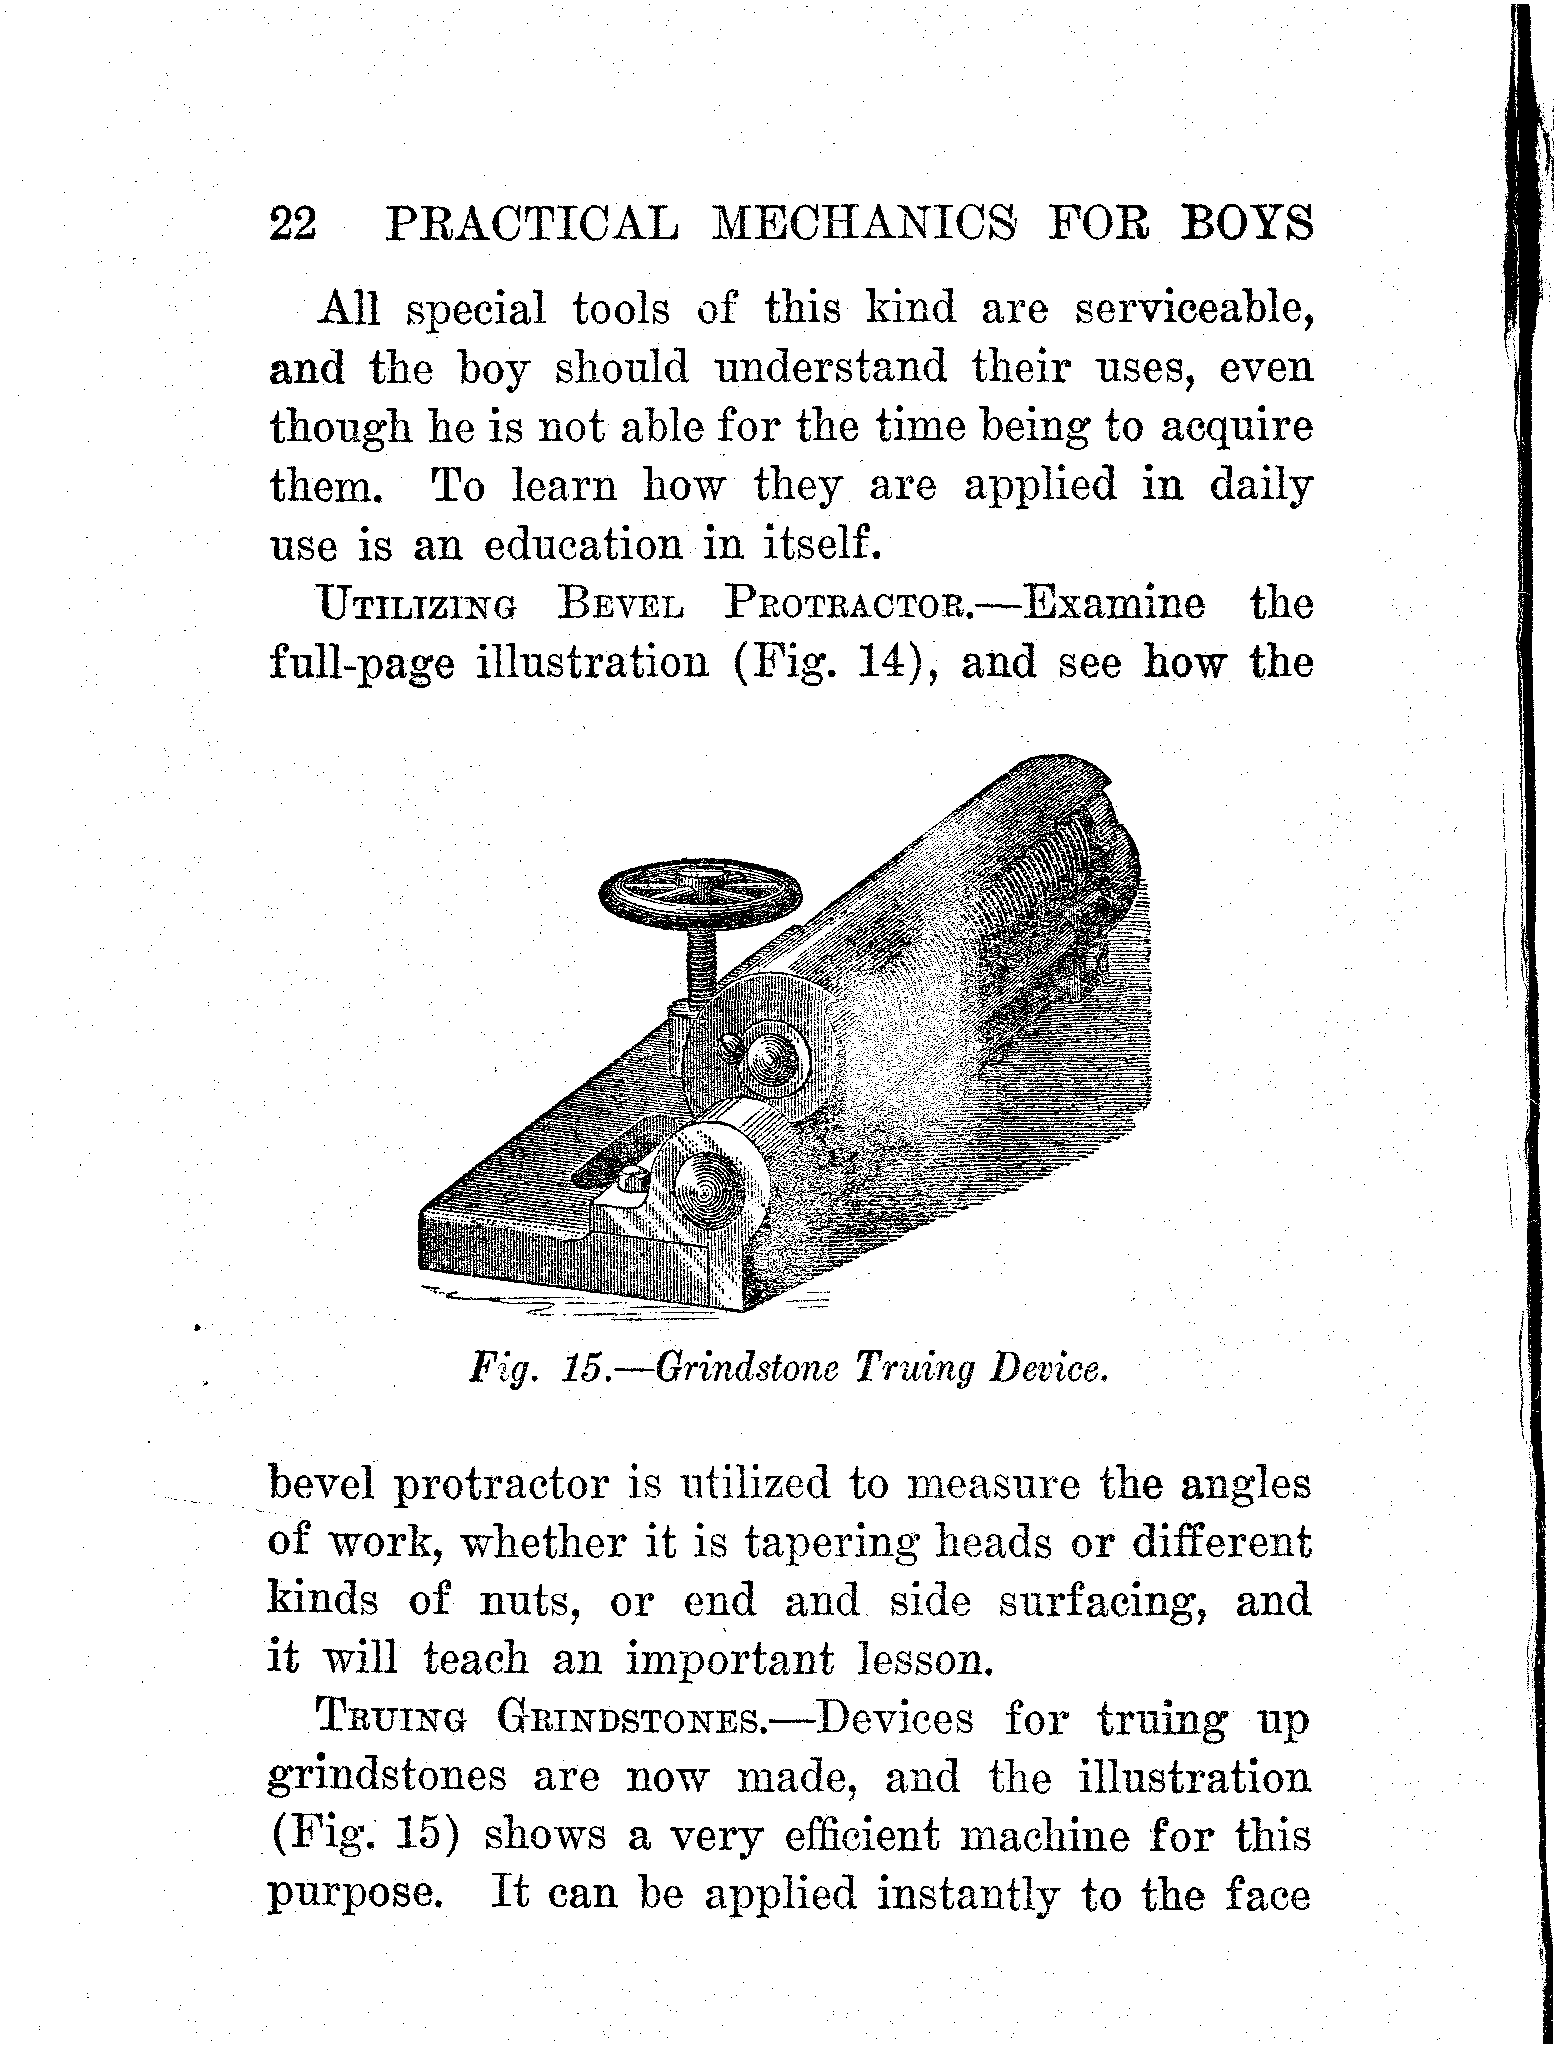 22 PRACTICAL MECHANICS FOR BOYS
All special tools of this kind are serviceable,
and the boy should understand their uses, even
though he is not able for the time being to acquire
them. To learn how they are applied in daily
use is an education in itself.
UTILIZING BEVEL PROTRACTOR.—Examine the
full-page illustration (Fig. 14), and see how the
Fig. 15.—Grindstone Truing Device.
bevel protractor is utilized to measure the angles
of work, whether it is tapering heads or different
kinds of nuts, or end and side surfacing, and
it will teach an important lesson.
TRUING GRINDSTONES.—Devices for truing up
grindstones are now made, and the illustration
(Fig. 15) shows a very efficient machine for this
purpose. It can be applied instantly to the face